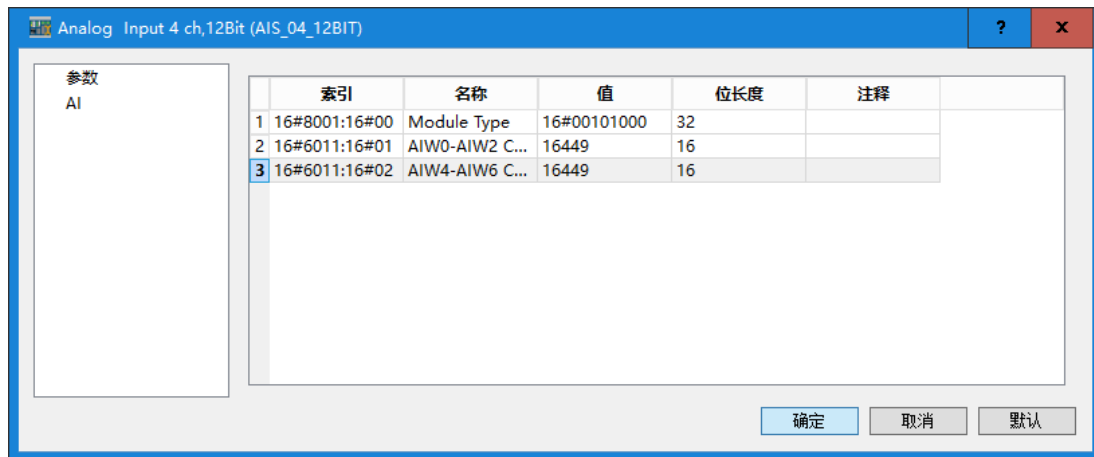 Analog Input 4 ch,12Bit (AIS_04_12BIT) ? x
参数
AI
索引 名称 值 位长度 注释
1 16#8001:16#00 Module Type 16#00101000 32
2 16#6011:16#01 AIW0-AIW2 C... 16449 16
3 16#6011:16#02 AIW4-AIW6 C... 16449 16
确定 取消 默认